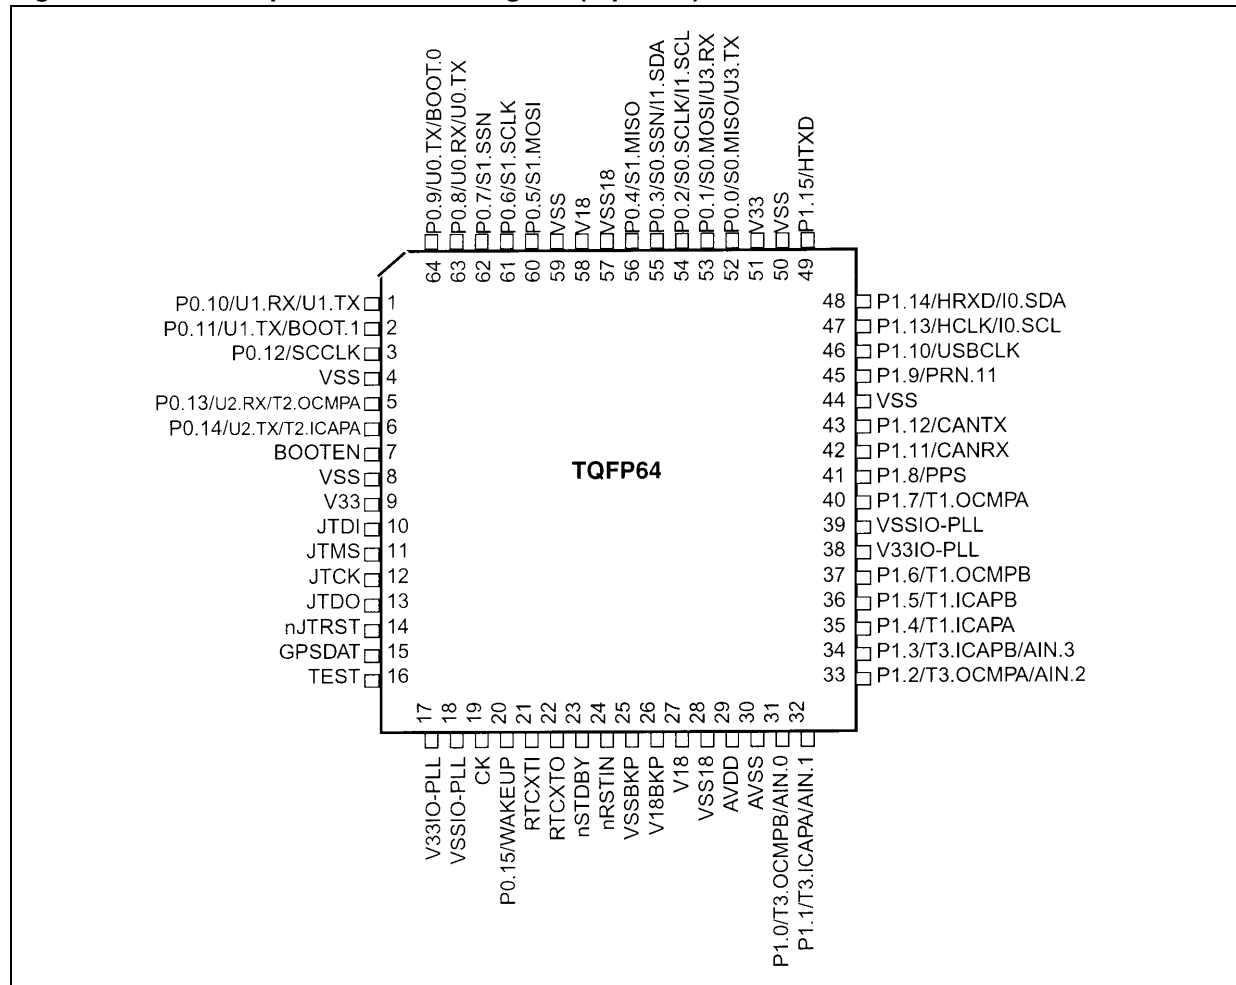 P0.9/U0.TX/BOOT.0
P0.8/U0.RX/U0.TX
P0.7/S1.SSN
P0.6/S1.SCLK
P0.5/S1.MOSI
VSS
V18
VSS18
P0.4/S1.MISO
P0.3/S0.SSN/I1.SDA
P0.2/S0.SCLK/I1.SCL
P0.1/S0.MOSI/U3.RX
P0.0/S0.MISO/U3.TX
V33
VSS
P1.15/HTXD
64 63 62 61 60 59 58 57 56 55 54 53 52 51 50 49
P0.10/U1.RX/U1.TX 1
P0.11/U1.TX/BOOT.1 2
P0.12/SCCLK 3
VSS 4
P0.13/U2.RX/T2.OCMPA 5
P0.14/U2.TX/T2.ICAPA 6
BOOTEN 7
VSS 8
V33 9
JTDI 10
JTMS 11
JTCK 12
JTDO 13
nJTRST 14
GPSDAT 15
TEST 16
TQFP64
48 P1.14/HRXD/I0.SDA
47 P1.13/HCLK/I0.SCL
46 P1.10/USBCLK
45 P1.9/PRN.11
44 VSS
43 P1.12/CANTX
42 P1.11/CANRX
41 P1.8/PPS
40 P1.7/T1.OCMPA
39 VSSIO-PLL
38 V33IO-PLL
37 P1.6/T1.OCMPB
36 P1.5/T1.ICAPB
35 P1.4/T1.ICAPA
34 P1.3/T3.ICAPB/AIN.3
33 P1.2/T3.OCMPA/AIN.2
17 18 19 20 21 22 23 24 25 26 27 28 29 30 31 32
V33IO-PLL
VSSIO-PLL
CK
P0.15/WAKEUP
RTCXTI
RTCXTO
nSTDBY
nRSTIN
VSSBKP
V18BKP
V18
VSS18
AVDD
AVSS
P1.0/T3.OCMPB/AIN.0
P1.1/T3.ICAPA/AIN.1